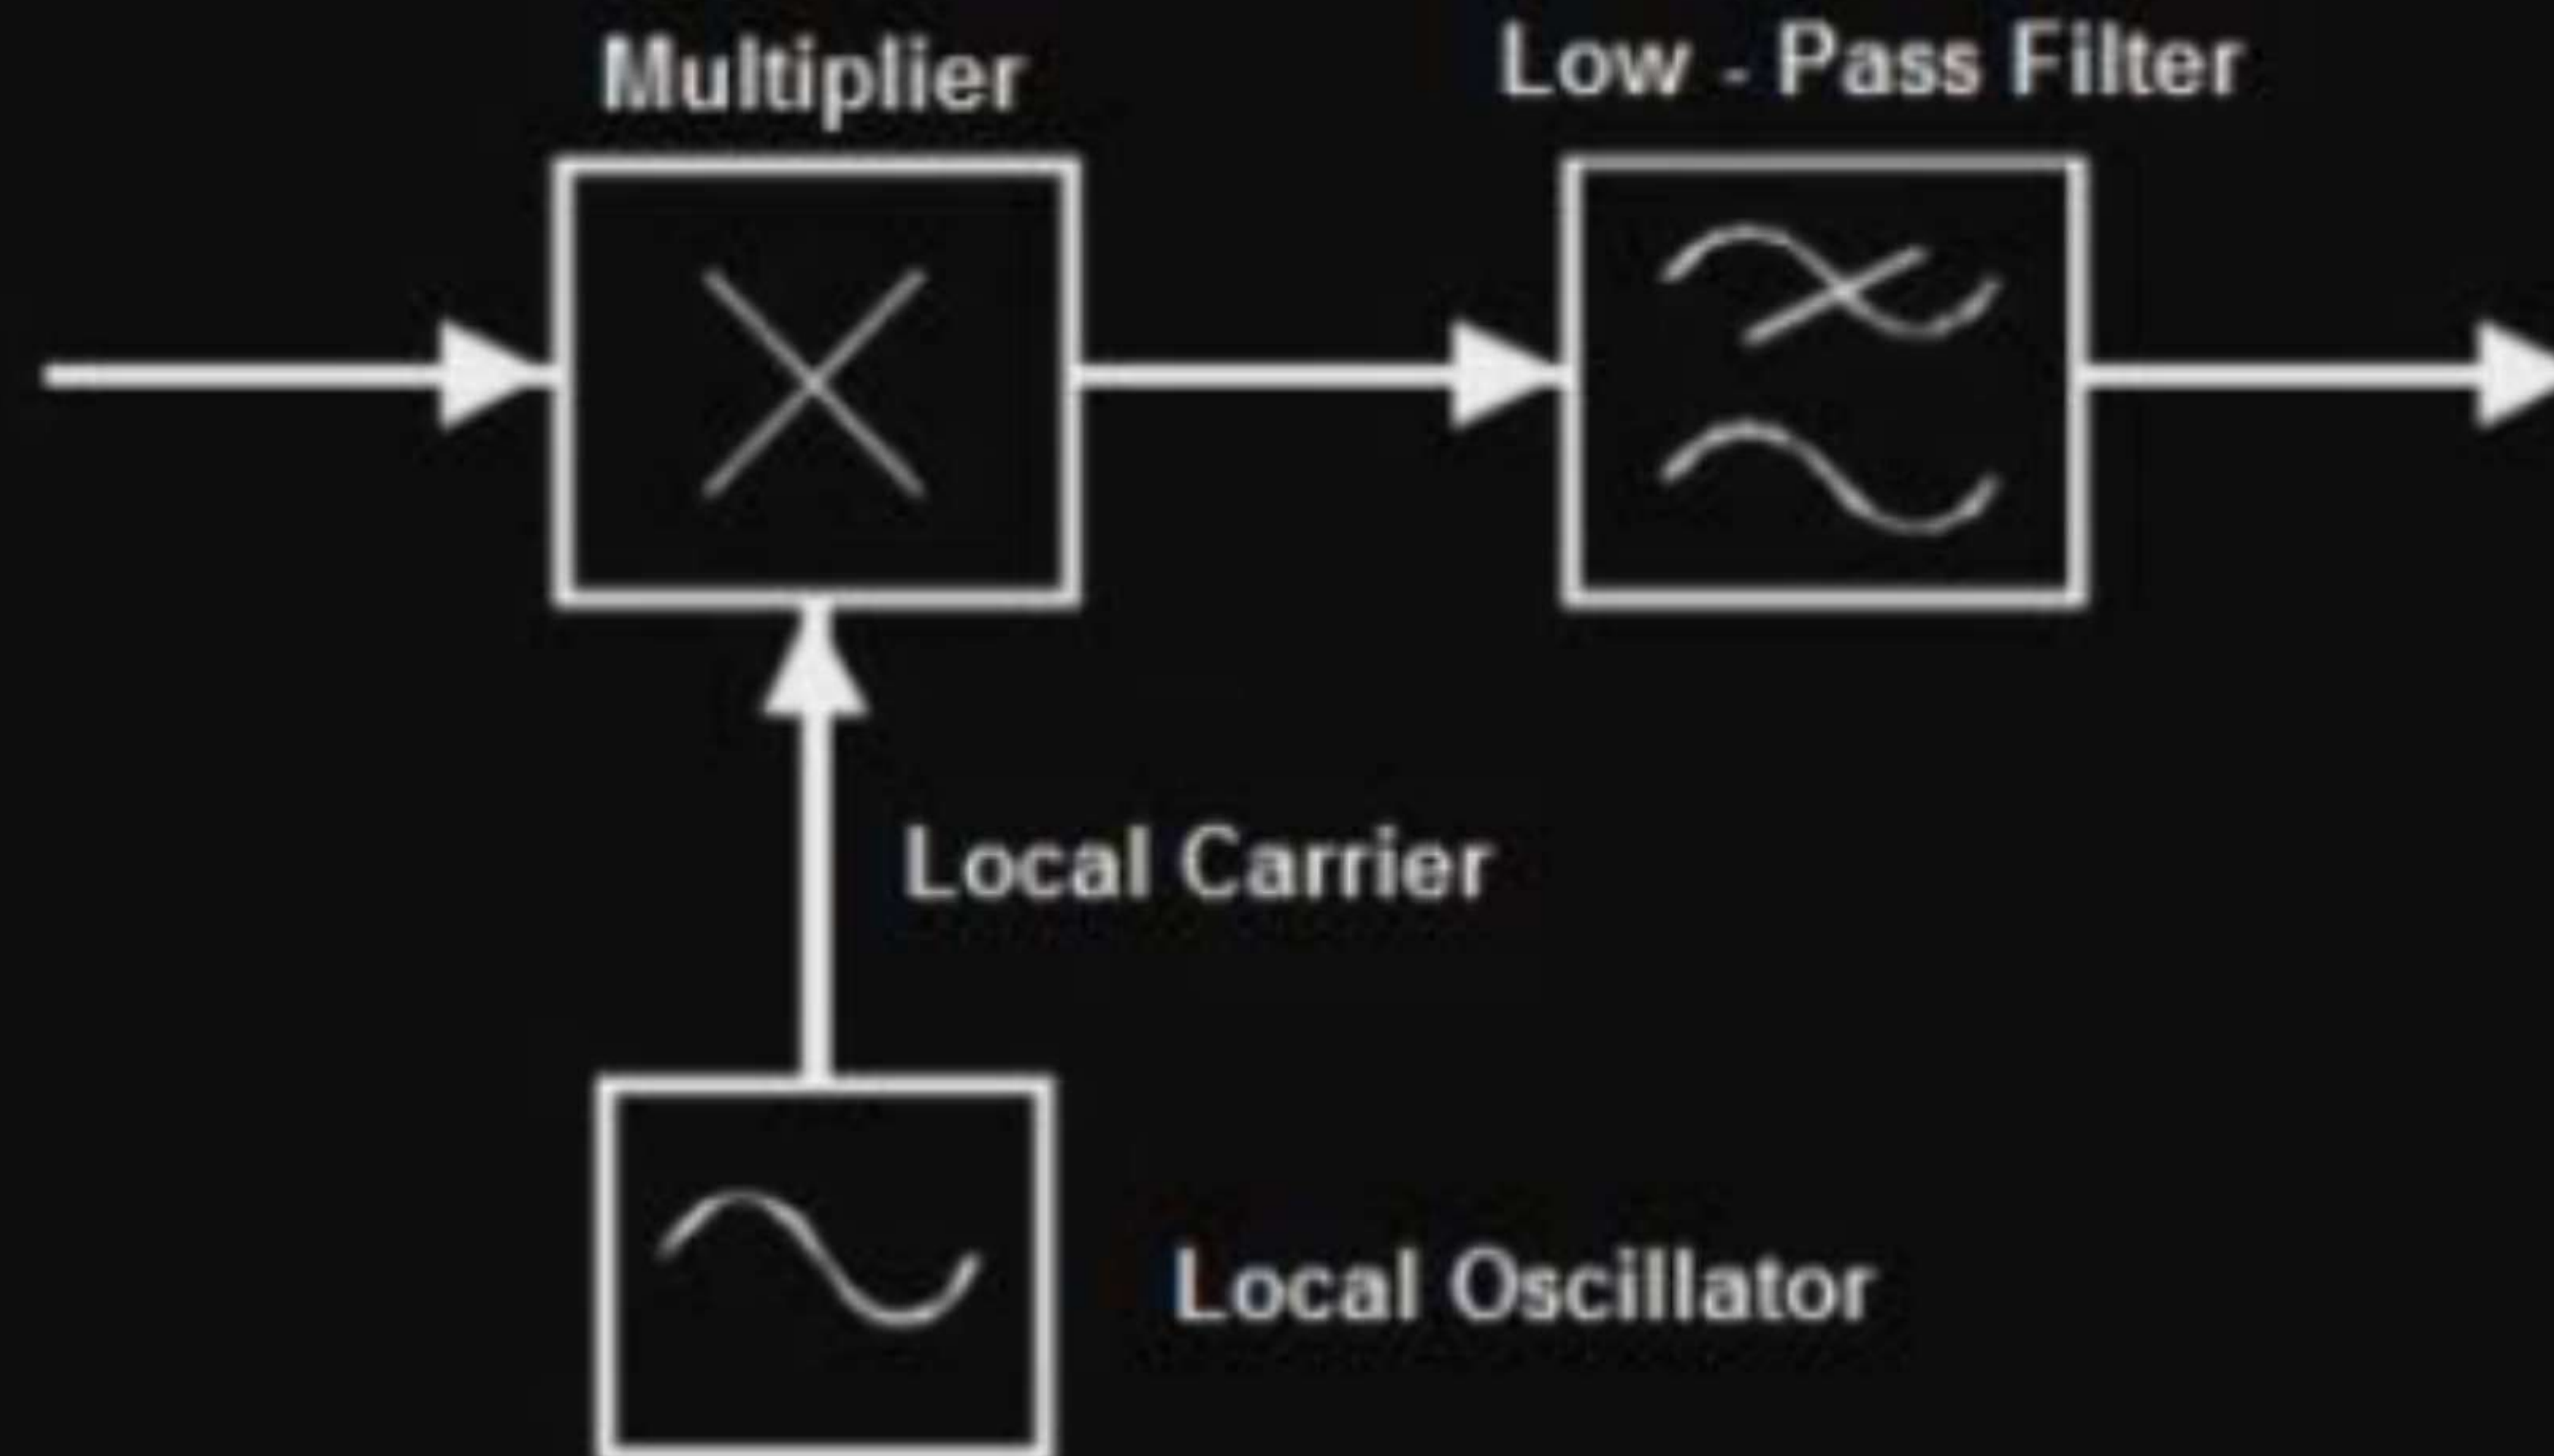 Multiplier
Low - Pass Filter
Local Carrier
Local Oscillator